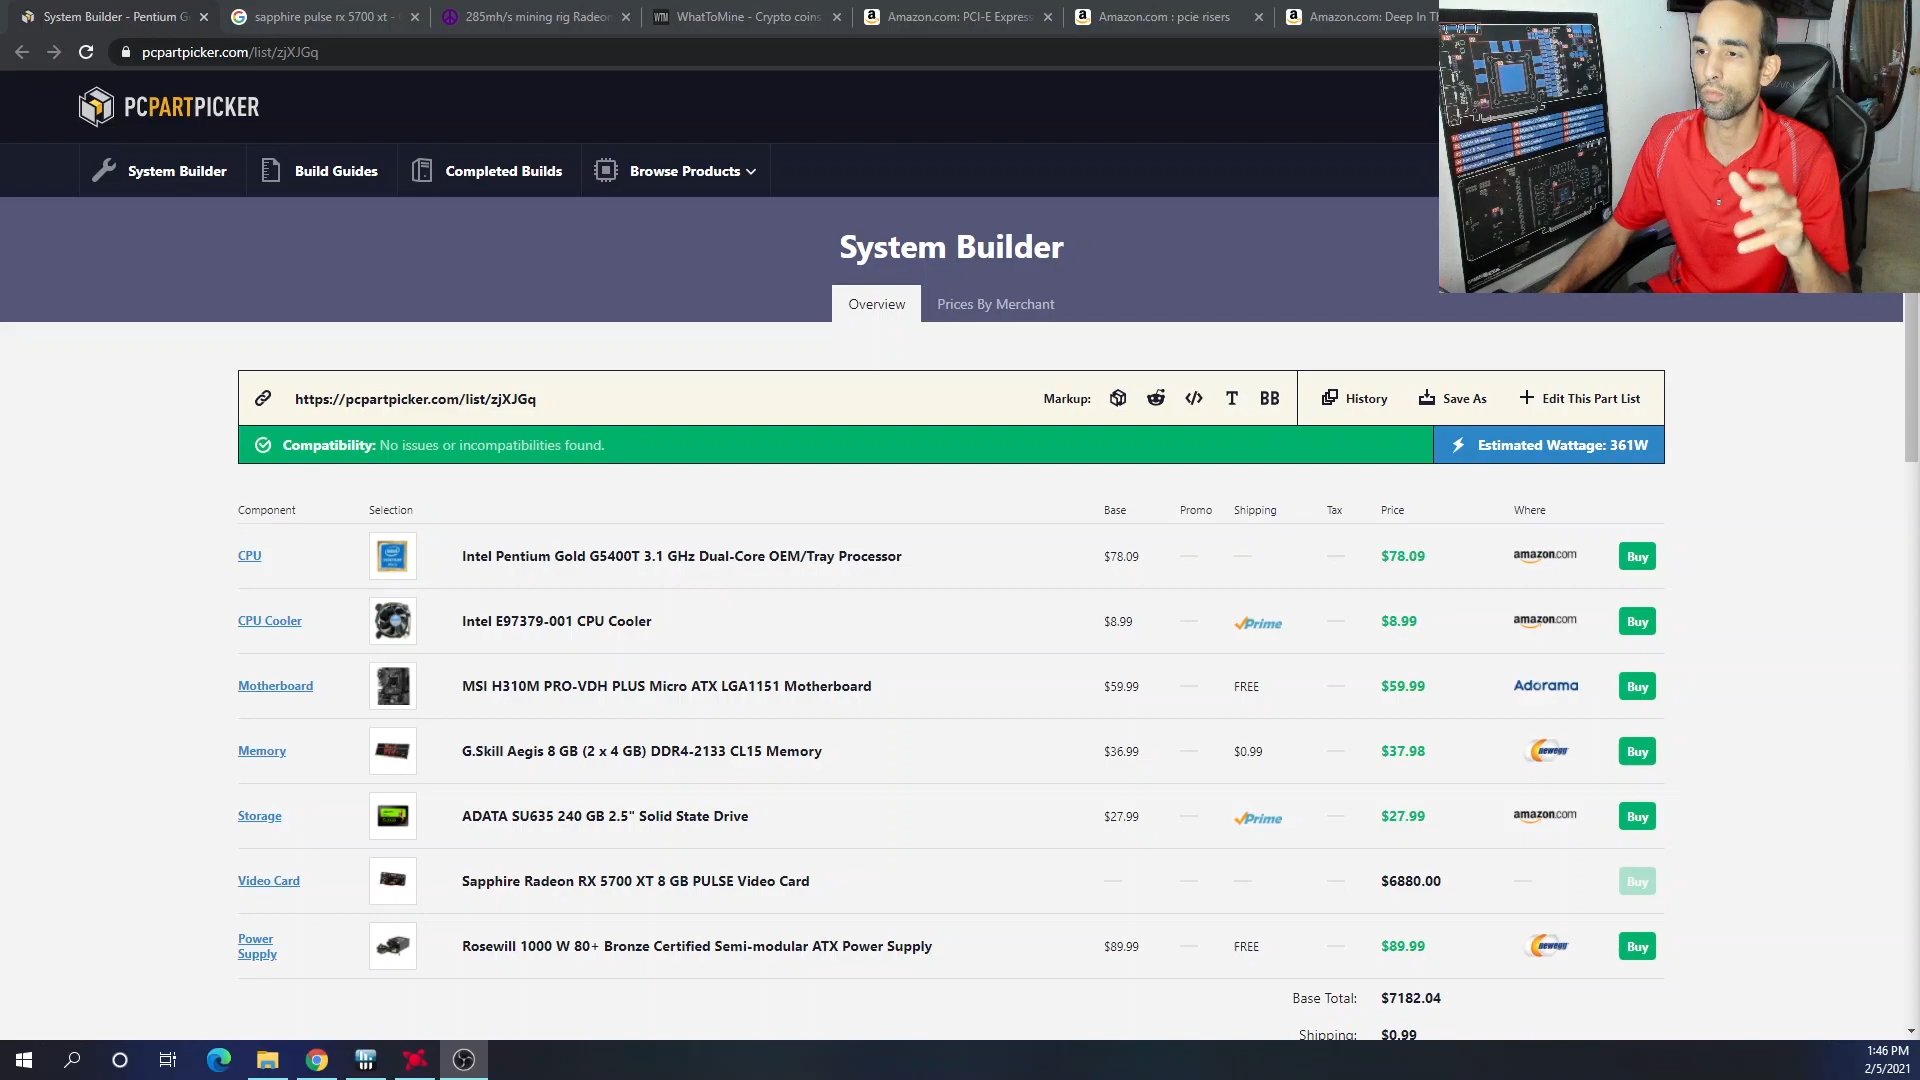 System Builder - Pentium G
sapphire pulse rx 5700 xt -
285mh/s mining rig Radeon
WTM WhatToMine - Crypto coins
Amazon.com: PCI-E Express
Amazon.com : pcie risers
Amazon.com: Deep In Th
pcpartpicker.com/list/zjXJGq
PCPARTPICKER
System Builder
Build Guides
Completed Builds
Browse Products
System Builder
Overview
Prices By Merchant
https://pcpartpicker.com/list/zjXJGq
Markup:
T
BB
History
Save As
Edit This Part List
Compatibility: No issues or incompatibilities found.
Estimated Wattage: 361W
Component Selection Base Promo Shipping Tax Price Where
CPU Intel Pentium Gold G5400T 3.1 GHz Dual-Core OEM/Tray Processor $78.09 — — — $78.09 amazon.com Buy
CPU Cooler Intel E97379-001 CPU Cooler $8.99 — Prime — $8.99 amazon.com Buy
Motherboard MSI H310M PRO-VDH PLUS Micro ATX LGA1151 Motherboard $59.99 — FREE — $59.99 Adorama Buy
Memory G.Skill Aegis 8 GB (2 x 4 GB) DDR4-2133 CL15 Memory $36.99 — $0.99 — $37.98 newegg Buy
Storage ADATA SU635 240 GB 2.5" Solid State Drive $27.99 — Prime — $27.99 amazon.com Buy
Video Card Sapphire Radeon RX 5700 XT 8 GB PULSE Video Card — — — — $6880.00 — Buy
Power
Supply Rosewill 1000 W 80+ Bronze Certified Semi-modular ATX Power Supply $89.99 — FREE — $89.99 newegg Buy
Base Total: $7182.04
Shipping: $0.99
1:46 PM
2/5/2021